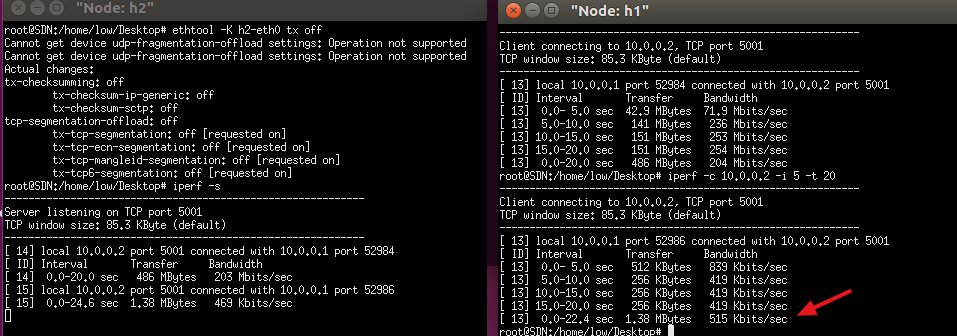 "Node: h2"
root@SDN:/home/low/Desktop# ethtool -K h2-eth0 tx off
Cannot get device udp-fragmentation-offload settings: Operation not supported
Cannot get device udp-fragmentation-offload settings: Operation not supported
Actual changes:
tx-checksumming: off
tx-checksum-ip-generic: off
tx-checksum-sctp: off
tcp-segmentation-offload: off
tx-tcp-segmentation: off [requested on]
tx-tcp-ecn-segmentation: off [requested on]
tx-tcp-mangleid-segmentation: off [requested on]
tx-tcp6-segmentation: off [requested on]
root@SDN:/home/low/Desktop# iperf -s
------------------------------------------------------------
Server listening on TCP port 5001
TCP window size: 85.3 KByte (default)
------------------------------------------------------------
[ 14] local 10.0.0.2 port 5001 connected with 10.0.0.1 port 52984
[ ID] Interval       Transfer     Bandwidth
[ 14]  0.0-20.0 sec   486 MBytes   203 Mbits/sec
[ 15] local 10.0.0.2 port 5001 connected with 10.0.0.1 port 52986
[ 15]  0.0-24.6 sec  1.38 MBytes   469 Kbits/sec
"Node: h1"
------------------------------------------------------------
Client connecting to 10.0.0.2, TCP port 5001
TCP window size: 85.3 KByte (default)
------------------------------------------------------------
[ 13] local 10.0.0.1 port 52984 connected with 10.0.0.2 port 5001
[ ID] Interval       Transfer     Bandwidth
[ 13]  0.0- 5.0 sec  42.9 MBytes  71.9 Mbits/sec
[ 13]  5.0-10.0 sec   141 MBytes   236 Mbits/sec
[ 13] 10.0-15.0 sec   151 MBytes   253 Mbits/sec
[ 13] 15.0-20.0 sec   151 MBytes   254 Mbits/sec
[ 13]  0.0-20.0 sec   486 MBytes   204 Mbits/sec
root@SDN:/home/low/Desktop# iperf -c 10.0.0.2 -i 5 -t 20
------------------------------------------------------------
Client connecting to 10.0.0.2, TCP port 5001
TCP window size: 85.3 KByte (default)
------------------------------------------------------------
[ 13] local 10.0.0.1 port 52986 connected with 10.0.0.2 port 5001
[ ID] Interval       Transfer     Bandwidth
[ 13]  0.0- 5.0 sec   512 KBytes   839 Kbits/sec
[ 13]  5.0-10.0 sec   256 KBytes   419 Kbits/sec
[ 13] 10.0-15.0 sec   256 KBytes   419 Kbits/sec
[ 13] 15.0-20.0 sec   256 KBytes   419 Kbits/sec
[ 13]  0.0-22.4 sec  1.38 MBytes   515 Kbits/sec
root@SDN:/home/low/Desktop#